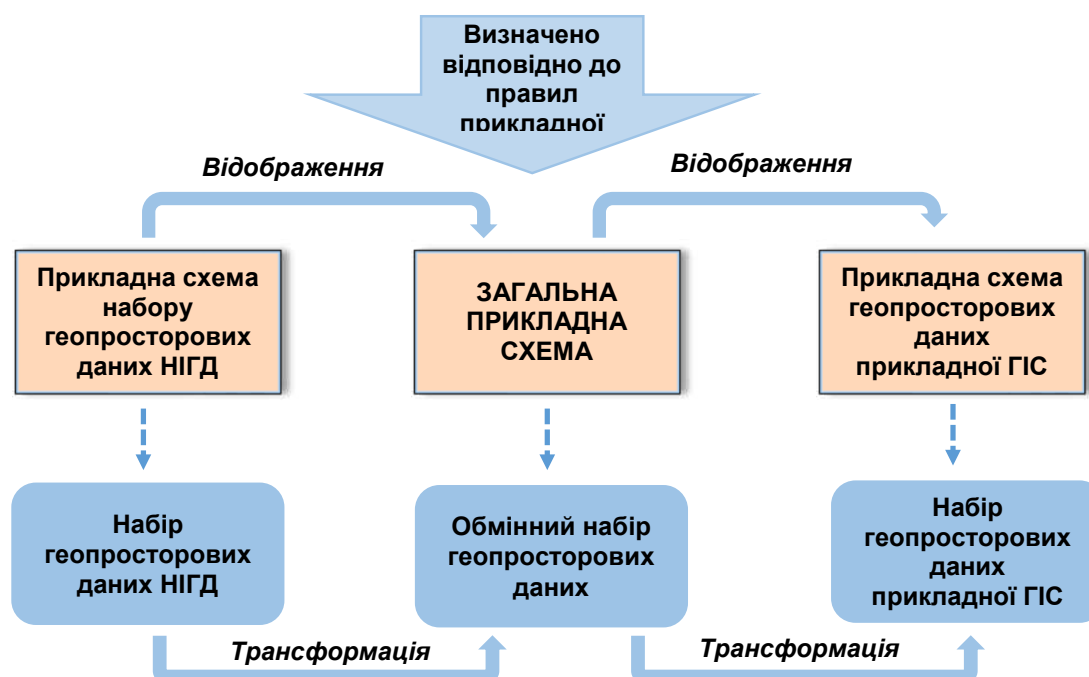 Визначено
відповідно до
правил
прикладної
Відображення
Відображення
Прикладна схема
набору
геопросторових
даних НІГД
ЗАГАЛЬНА
ПРИКЛАДНА
СХЕМА
Прикладна схема
геопросторових
даних
прикладної ГІС
Набір
геопросторових
даних НІГД
Обмінний набір
геопросторових
даних
Набір
геопросторових
даних
прикладної ГІС
Трансформація
Трансформація